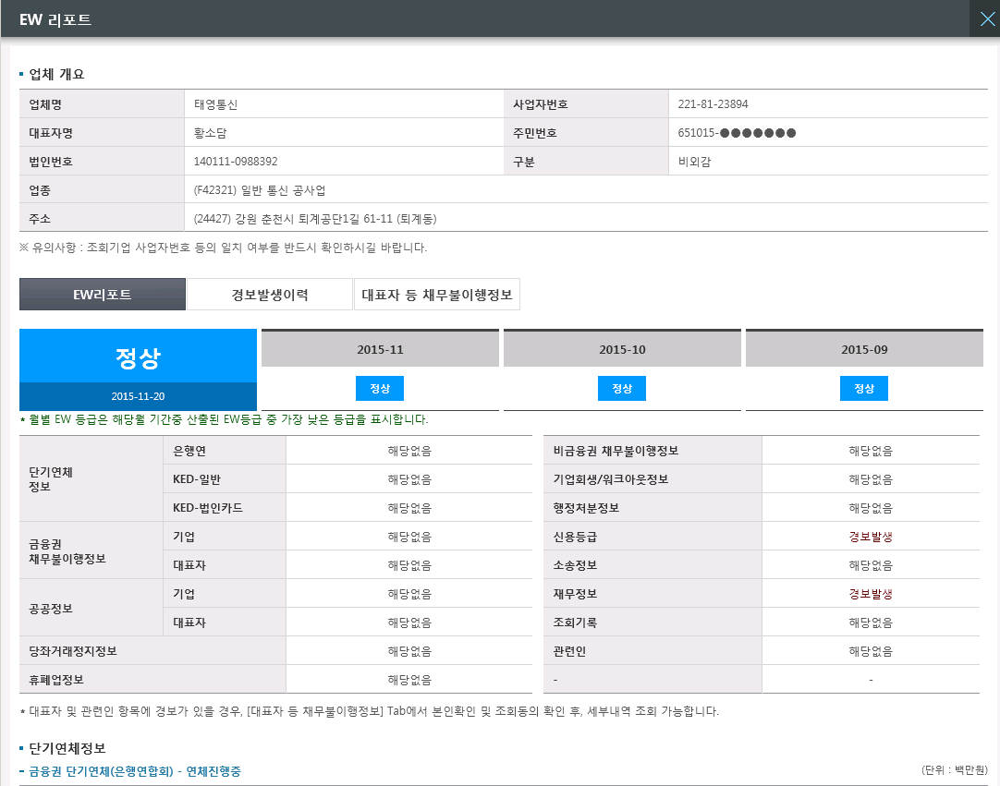 EW 리포트
업체 개요
업체명 태영통신 사업자번호 221-81-23894
대표자명 황소담 주민번호 651015-●●●●●●●
법인번호 140111-0988392 구분 비외감
업종 (F42321) 일반 통신 공사업
주소 (24427) 강원 춘천시 퇴계공단1길 61-11 (퇴계동)
※ 유의사항 : 조회기업 사업자번호 등의 일치 여부를 반드시 확인하시길 바랍니다.
EW리포트 경보발생이력 대표자 등 채무불이행정보
정상 2015-11 2015-10 2015-09
2015-11-20 정상 정상 정상
* 월별 EW 등급은 해당월 기간중 산출된 EW등급 중 가장 낮은 등급을 표시합니다.
단기연체
정보
은행연 해당없음 비금융권 채무불이행정보 해당없음
KED-일반 해당없음 기업회생/워크아웃정보 해당없음
KED-법인카드 해당없음 행정처분정보 해당없음
금융권
채무불이행정보
기업 해당없음 신용등급 경보발생
대표자 해당없음 소송정보 해당없음
공공정보
기업 해당없음 재무정보 경보발생
대표자 해당없음 조회기록 해당없음
당좌거래정지정보 해당없음 관련인 해당없음
휴폐업정보 해당없음 - -
* 대표자 및 관련인 항목에 경보가 있을 경우, [대표자 등 채무불이행정보] Tab에서 본인확인 및 조회동의 확인 후, 세부내역 조회 가능합니다.
단기연체정보
- 금융권 단기연체(은행연합회) - 연체진행중 (단위 : 백만원)